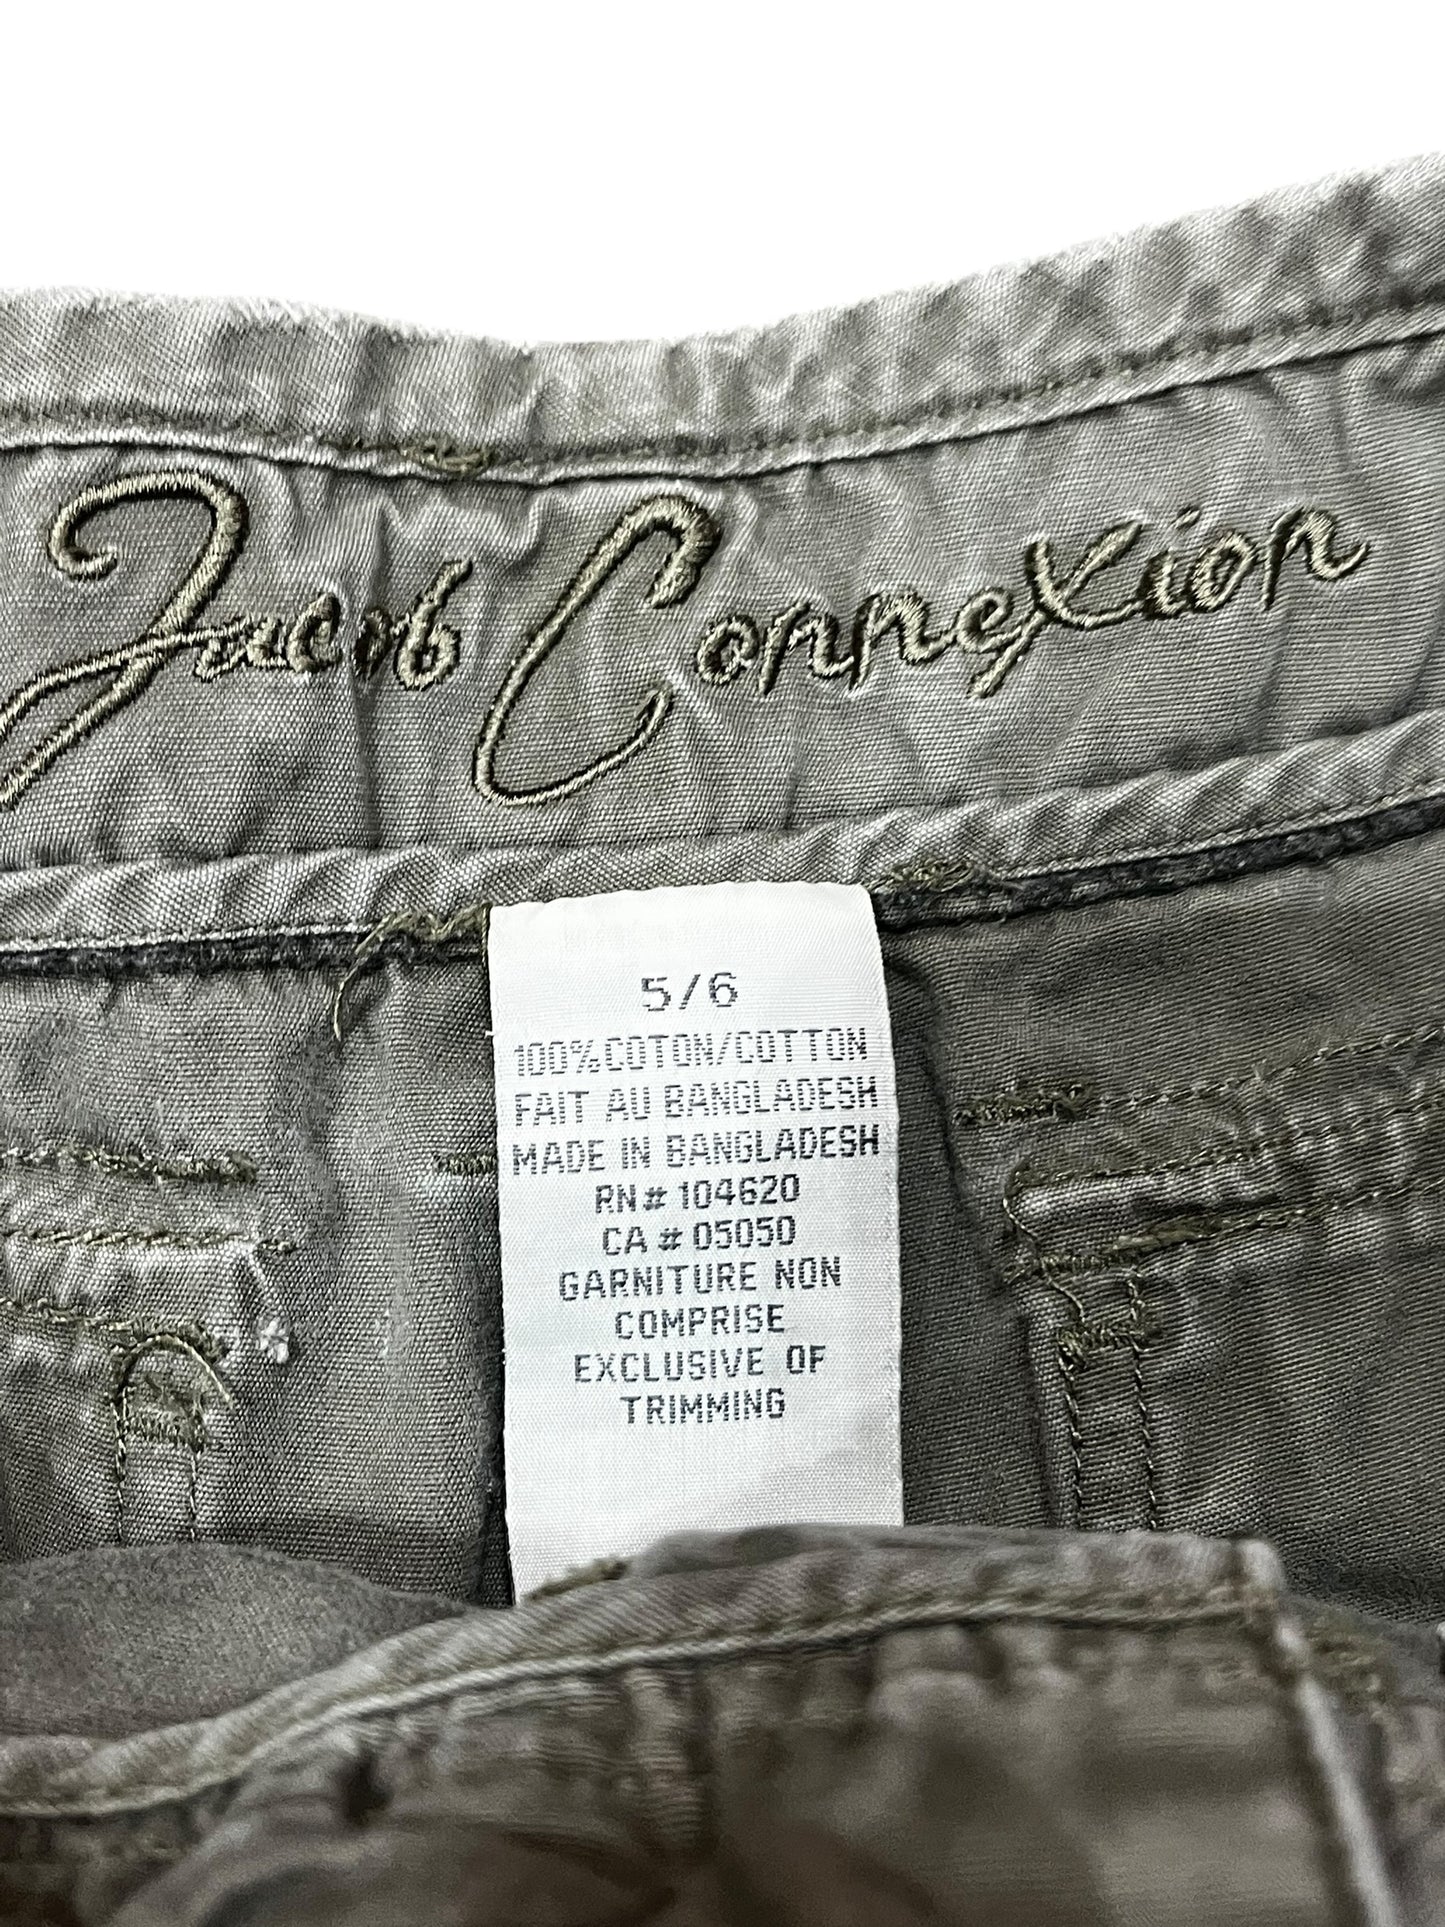 Jacob Connexion
5/6
100%COTON/COTTON
FAIT AU BANGLADESH
MADE IN BANGLADESH
RN# 104620
CA # 05050
GARNITURE NON
COMPRISE
EXCLUSIVE OF
TRIMMING